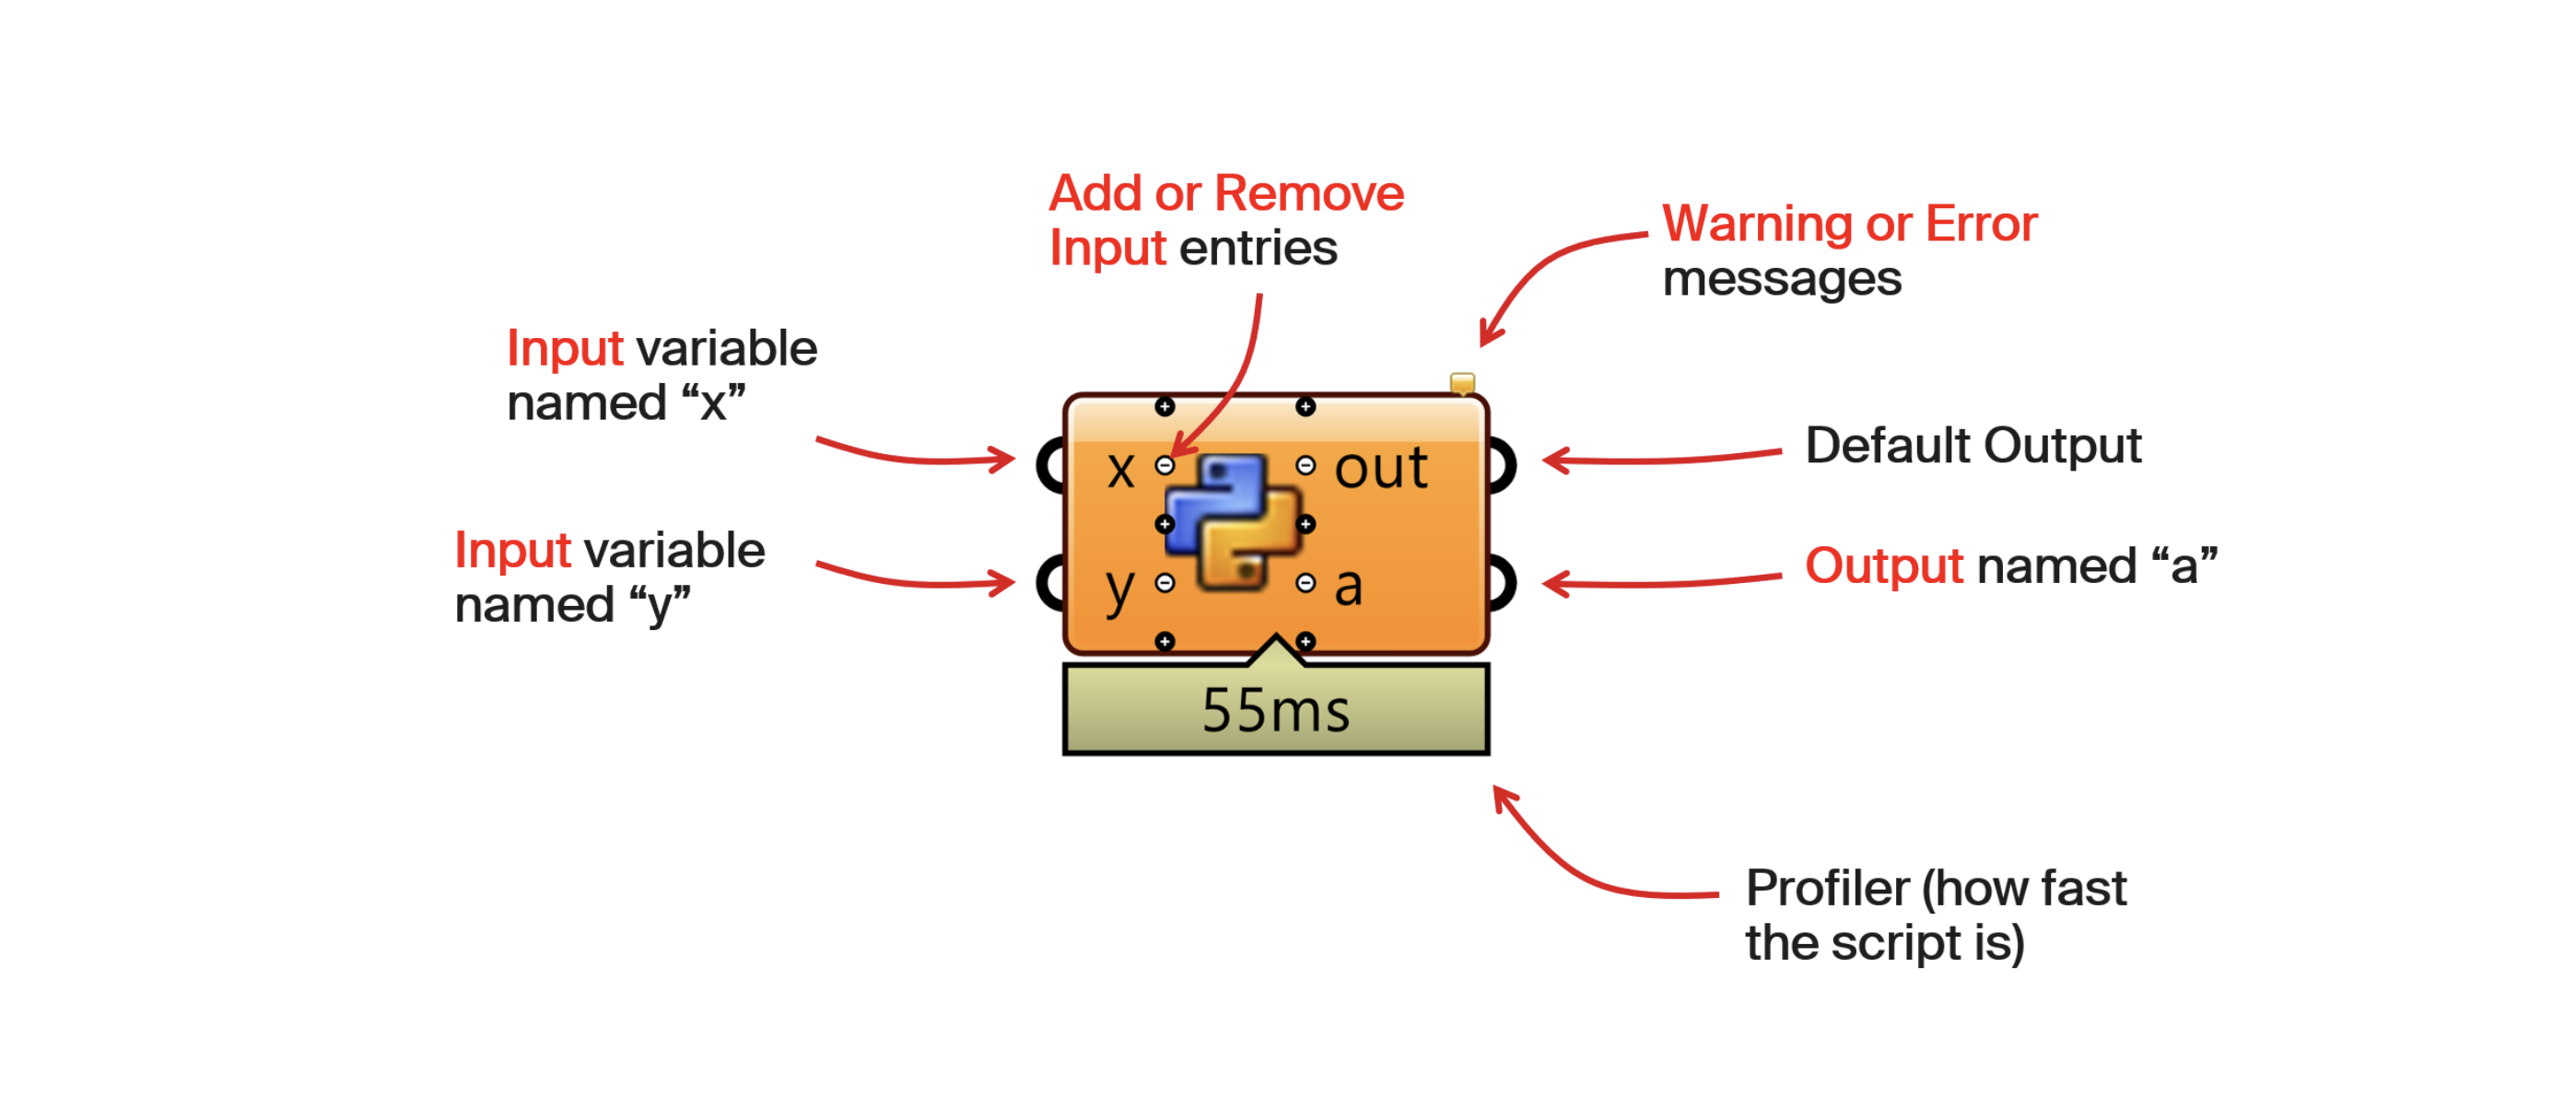 Add or Remove
Input entries
Warning or Error
messages
Input variable
named “x”
Default Output
x
out
Input variable
named “y”
Output named “a”
y
a
55ms
Profiler (how fast
the script is)